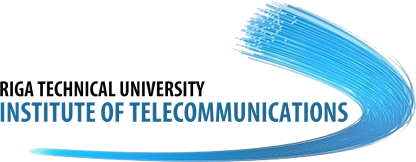 RIGA TECHNICAL UNIVERSITY
INSTITUTE OF TELECOMMUNICATIONS